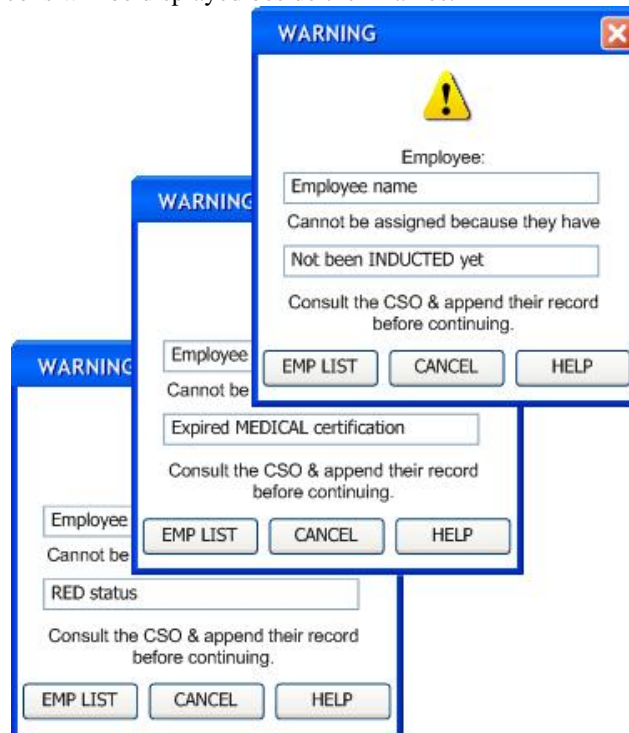 WARNING
Employee:
Employee name
Cannot be assigned because they have
Not been INDUCTED yet
Consult the CSO & append their record
before continuing.
EMP LIST CANCEL HELP
WARNING
Employee
Cannot be
Expired MEDICAL certification
Consult the CSO & append their record
before continuing.
EMP LIST CANCEL HELP
WARNING
Employee
Cannot be
RED status
Consult the CSO & append their record
before continuing.
EMP LIST CANCEL HELP